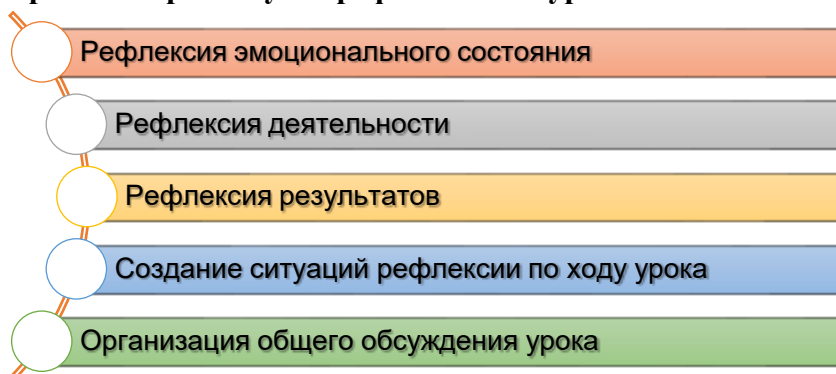 Рефлексия эмоционального состояния
Рефлексия деятельности
Рефлексия результатов
Создание ситуаций рефлексии по ходу урока
Организация общего обсуждения урока